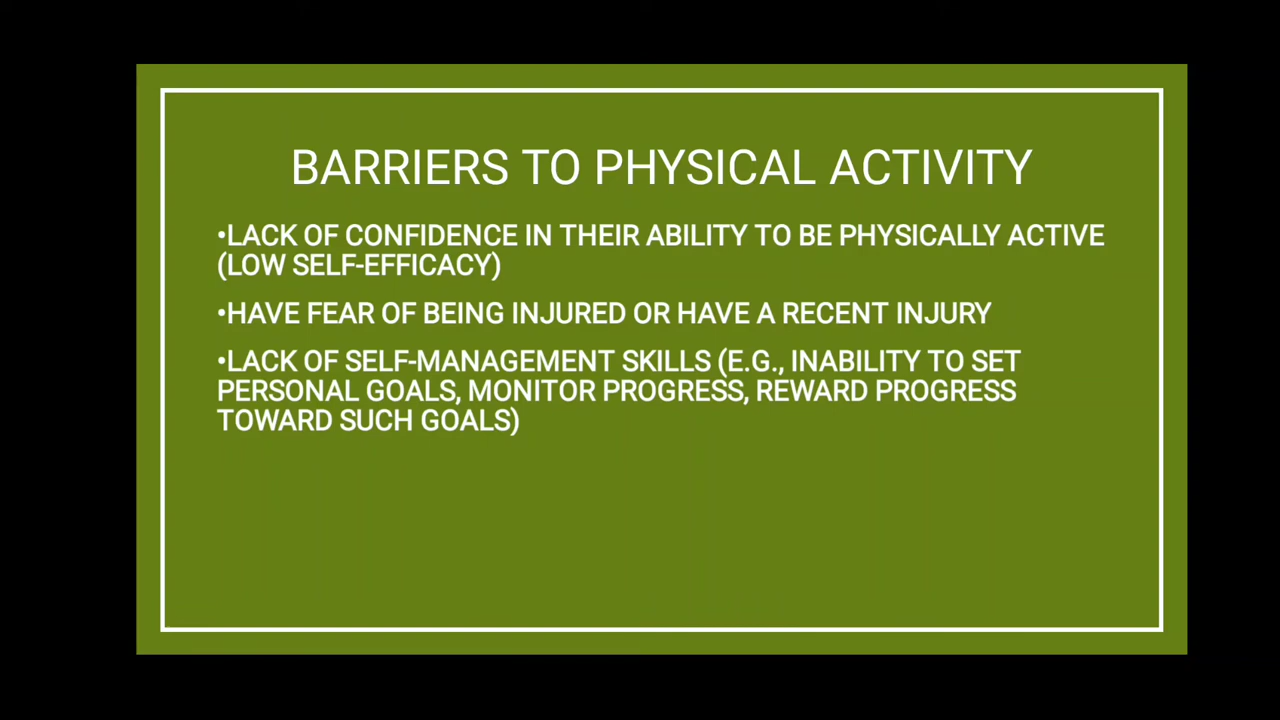 BARRIERS TO PHYSICAL ACTIVITY
•LACK OF CONFIDENCE IN THEIR ABILITY TO BE PHYSICALLY ACTIVE
(LOW SELF-EFFICACY)
•HAVE FEAR OF BEING INJURED OR HAVE A RECENT INJURY
•LACK OF SELF-MANAGEMENT SKILLS (E.G., INABILITY TO SET
PERSONAL GOALS, MONITOR PROGRESS, REWARD PROGRESS
TOWARD SUCH GOALS)